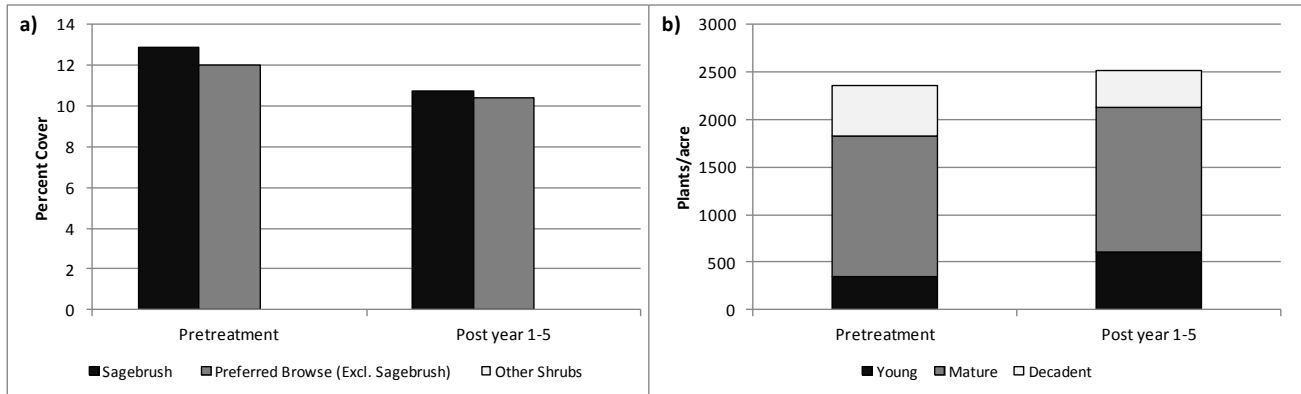 a)
14
12
10
8
6
4
2
0
Percent Cover
Pretreatment Post year 1-5
Sagebrush Preferred Browse (Excl. Sagebrush) Other Shrubs
b)
3000
2500
2000
1500
1000
500
0
Plants/acre
Pretreatment Post year 1-5
Young Mature Decadent